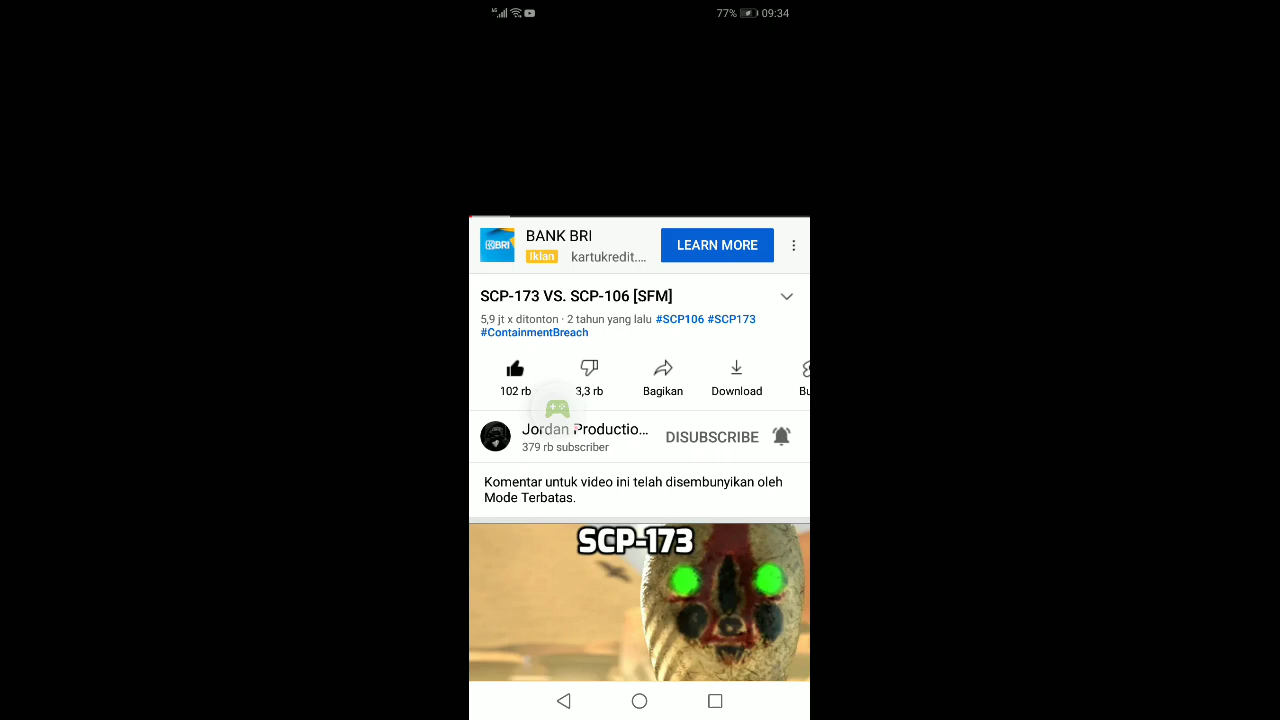 77% 09:34
BANK BRI
LEARN MORE
BRI
Iklan kartukredit....
SCP-173 VS. SCP-106 [SFM]
5,9 jt x ditonton · 2 tahun yang lalu #SCP106 #SCP173
#ContainmentBreach
102 rb 3,3 rb Bagikan Download Bu
Jordan Productio...
379 rb subscriber
DISUBSCRIBE
Komentar untuk video ini telah disembunyikan oleh
Mode Terbatas.
SCP-173